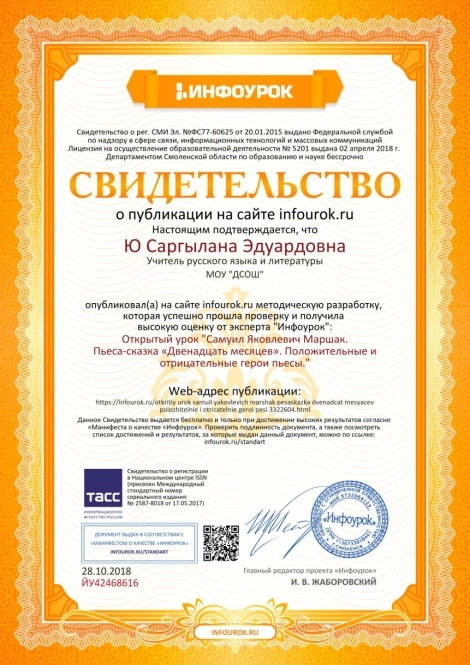 ИНФОУРОК
Свидетельство о рег. СМИ Эл. №ФС77-60625 от 20.01.2015 выдано Федеральной службой
по надзору в сфере связи, информационных технологий и массовых коммуникаций
Лицензия на осуществление образовательной деятельности № 5201 выдана 02 апреля 2018 г.
Департаментом Смоленской области по образованию и науке бессрочно
СВИДЕТЕЛЬСТВО
о публикации на сайте infourok.ru
Настоящим подтверждается, что
Ю Саргылана Эдуардовна
Учитель русского языка и литературы
МОУ "ДСОШ"
опубликовал(а) на сайте infourok.ru методическую разработку,
которая успешно прошла проверку и получила
высокую оценку от эксперта "Инфоурок":
Открытый урок "Самуил Яковлевич Маршак.
Пьеса-сказка «Двенадцать месяцев». Положительные и
отрицательные герои пьесы."
Web-адрес публикации:
https://infourok.ru/otkritiy urok samuil yakovlevich marshak pesaskazka dvenadcat mesyacev
polozhitelnie i otricatelnie geroi pesi 3322604.html
Данное Свидетельство выдается бесплатно и только при достижении высоких результатов согласно
«Манифеста о качестве «Инфоурок». Проверить подлинность документа, а также посмотреть
список достижений и результатов, за которые выдан данный документ, можно по ссылке:
infourok.ru/standart
ТАСС
ИНФОРМАЦИОННОЕ
АГЕНТСТВО РОССИИ
Свидетельство о регистрации
в Национальном центре ISSN
(присвоен Международный
стандартный номер
сериального издания:
№ 2587-8018 от 17.05.2017)
ДОКУМЕНТ ВЫДАН В СООТВЕТСТВИИ С
«МАНИФЕСТОМ О КАЧЕСТВЕ «ИНФОУРОК»
INFOUROK.RU/STANDART
«Инфоурок»
28.10.2018
ЙУ42468616
Главный редактор проекта «Инфоурок»
И. В. ЖАБОРОВСКИЙ
INFOUROK.RU